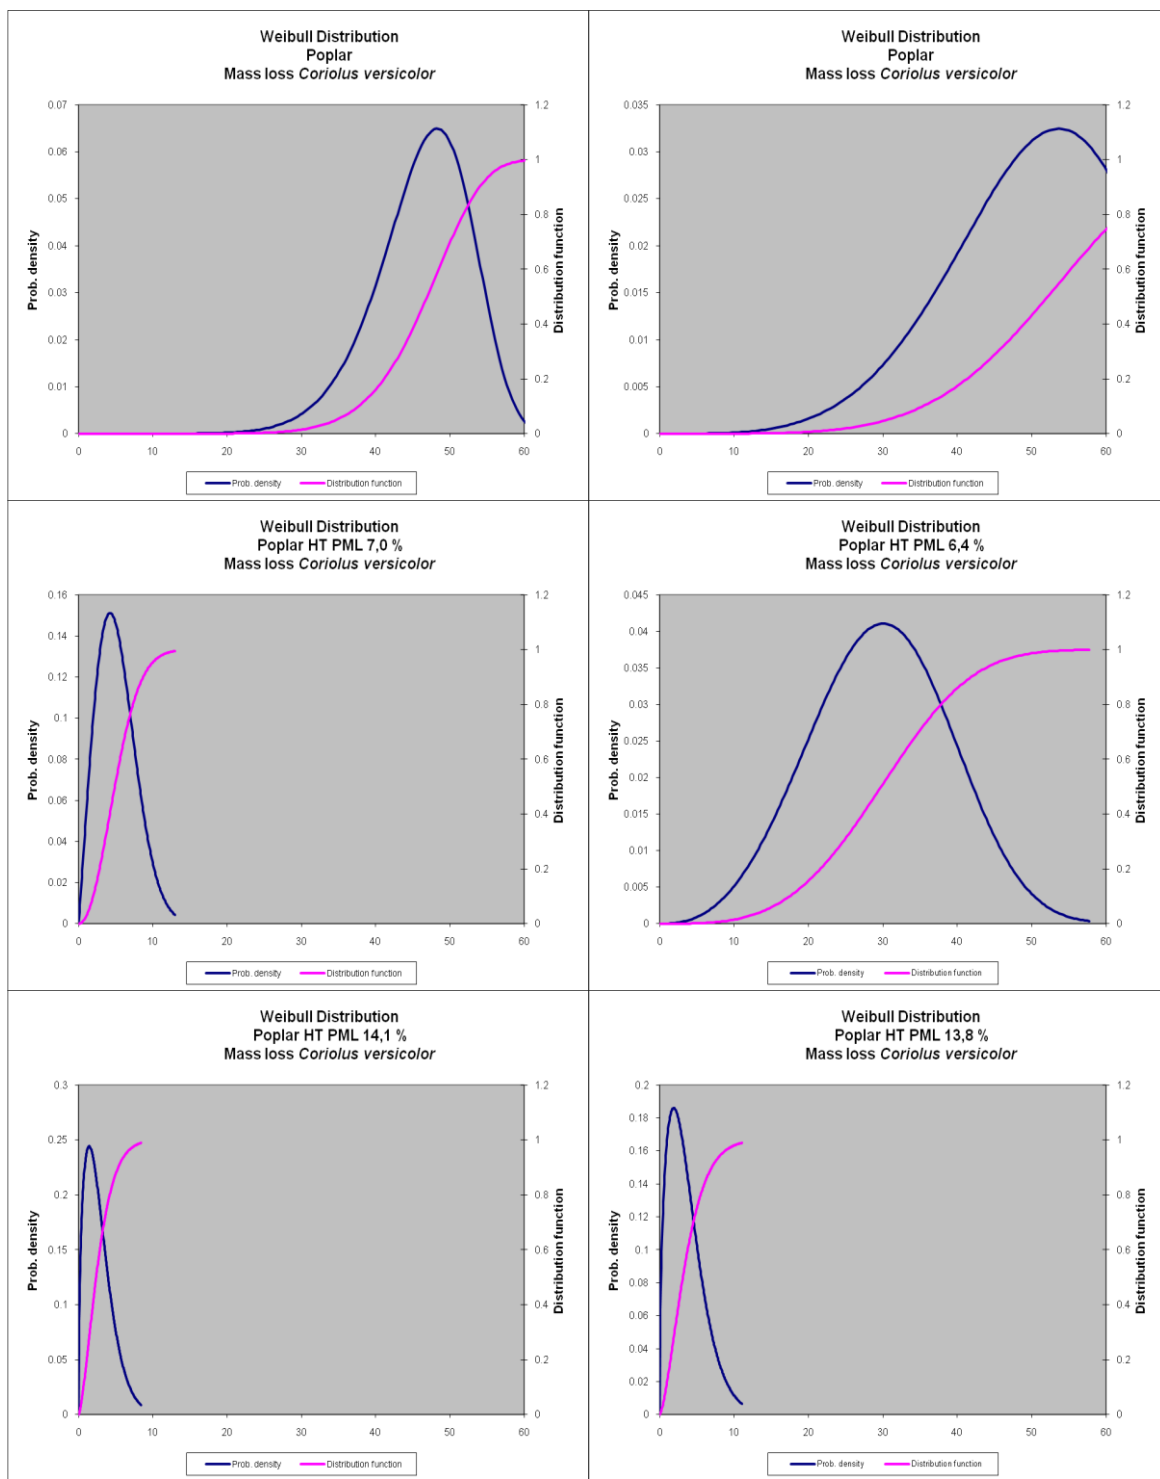 Weibull Distribution
Poplar
Mass loss Coriolus versicolor
0.07
0.06
0.05
0.04
0.03
0.02
0.01
0
1.2
1
0.8
0.6
0.4
0.2
0
Prob. density
Distribution function
0 10 20 30 40 50 60
Prob. density Distribution function
Weibull Distribution
Poplar
Mass loss Coriolus versicolor
0.035
0.03
0.025
0.02
0.015
0.01
0.005
0
1.2
1
0.8
0.6
0.4
0.2
0
Prob. density
Distribution function
0 10 20 30 40 50 60
Prob. density Distribution function
Weibull Distribution
Poplar HT PML 7,0 %
Mass loss Coriolus versicolor
0.16
0.14
0.12
0.1
0.08
0.06
0.04
0.02
0
1.2
1
0.8
0.6
0.4
0.2
0
Prob. density
Distribution function
0 10 20 30 40 50 60
Prob. density Distribution function
Weibull Distribution
Poplar HT PML 6,4 %
Mass loss Coriolus versicolor
0.045
0.04
0.035
0.03
0.025
0.02
0.015
0.01
0.005
0
1.2
1
0.8
0.6
0.4
0.2
0
Prob. density
Distribution function
0 10 20 30 40 50 60
Prob. density Distribution function
Weibull Distribution
Poplar HT PML 14,1 %
Mass loss Coriolus versicolor
0.3
0.25
0.2
0.15
0.1
0.05
0
1.2
1
0.8
0.6
0.4
0.2
0
Prob. density
Distribution function
0 10 20 30 40 50 60
Prob. density Distribution function
Weibull Distribution
Poplar HT PML 13,8 %
Mass loss Coriolus versicolor
0.2
0.18
0.16
0.14
0.12
0.1
0.08
0.06
0.04
0.02
0
1.2
1
0.8
0.6
0.4
0.2
0
Prob. density
Distribution function
0 10 20 30 40 50 60
Prob. density Distribution function